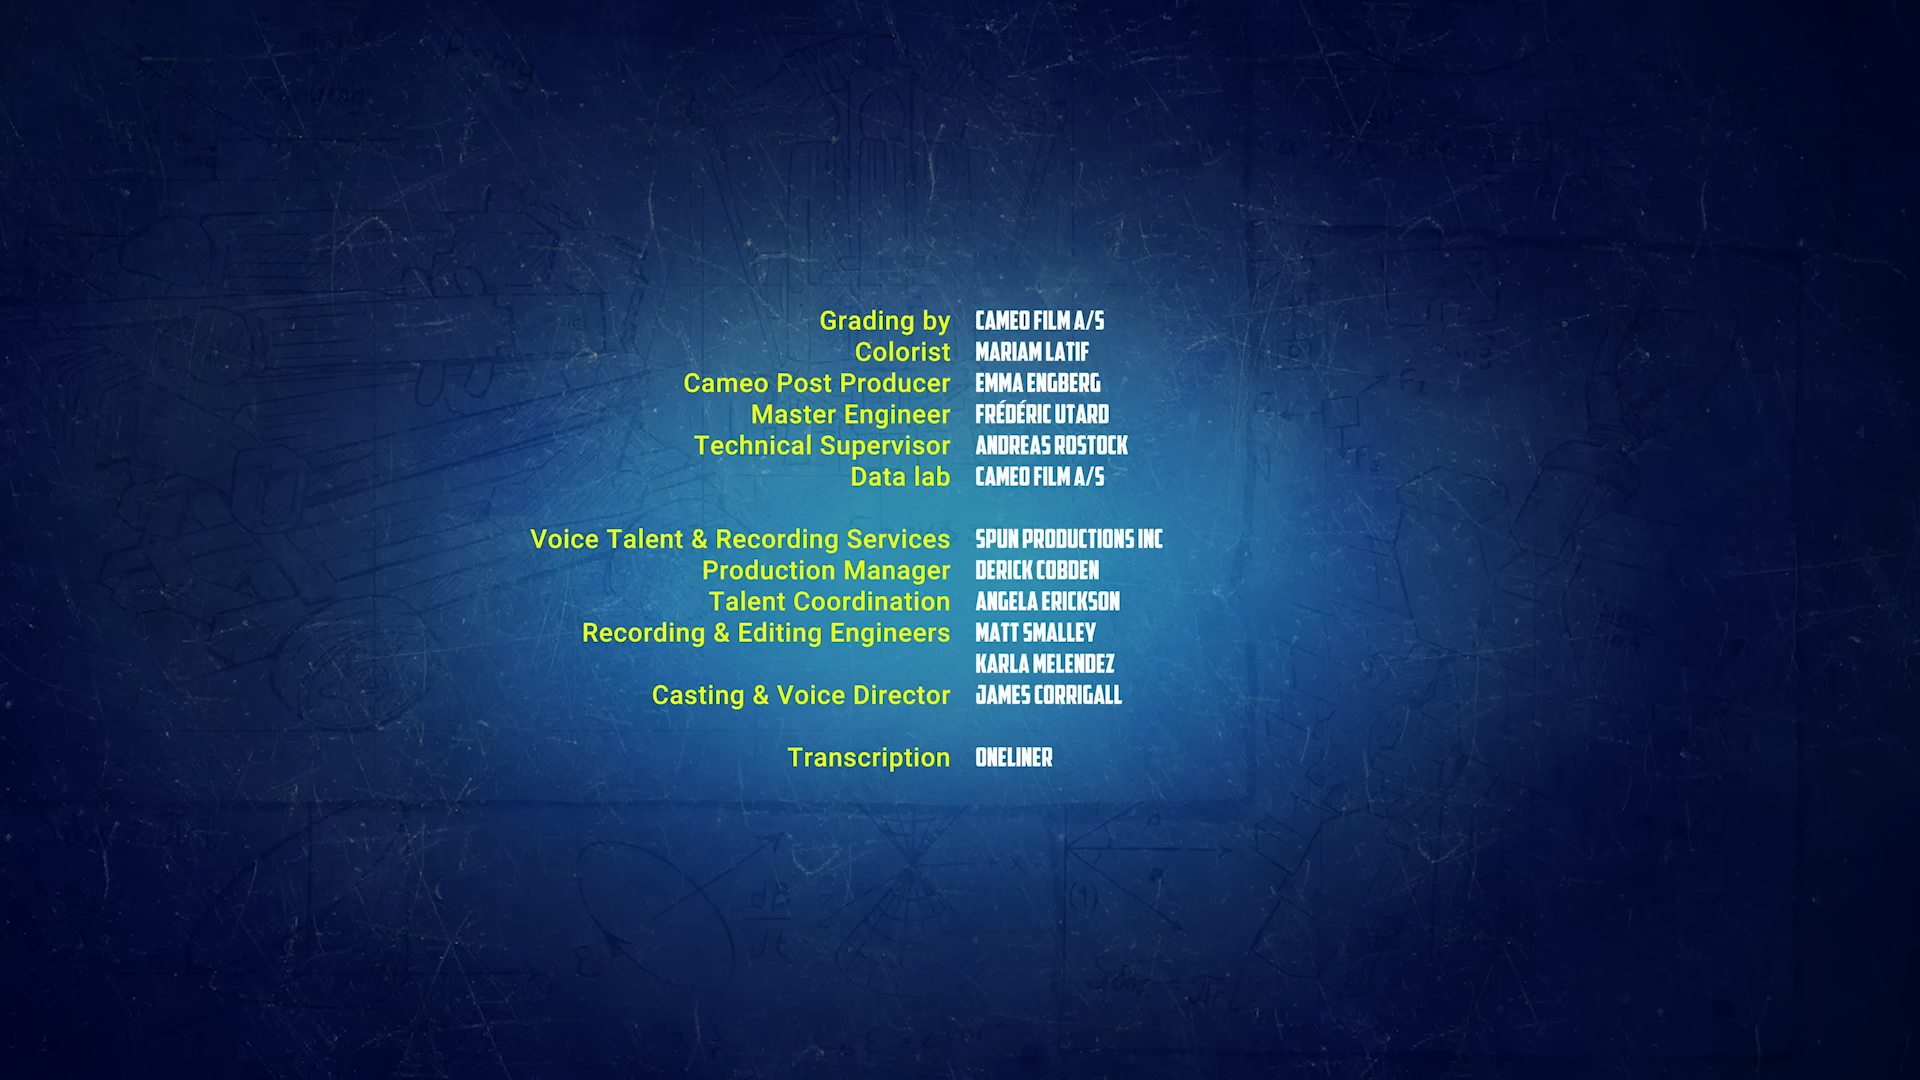 Grading by CAMEO FILM A/S
Colorist MARIAM LATIF
Cameo Post Producer EMMA ENGBERG
Master Engineer FRÉDÉRIC UTARD
Technical Supervisor ANDREAS ROSTOCK
Data lab CAMEO FILM A/S
Voice Talent & Recording Services SPUN PRODUCTIONS INC
Production Manager DERICK COBDEN
Talent Coordination ANGELA ERICKSON
Recording & Editing Engineers MATT SMALLEY
KARLA MELENDEZ
Casting & Voice Director JAMES CORRIGALL
Transcription ONELINER